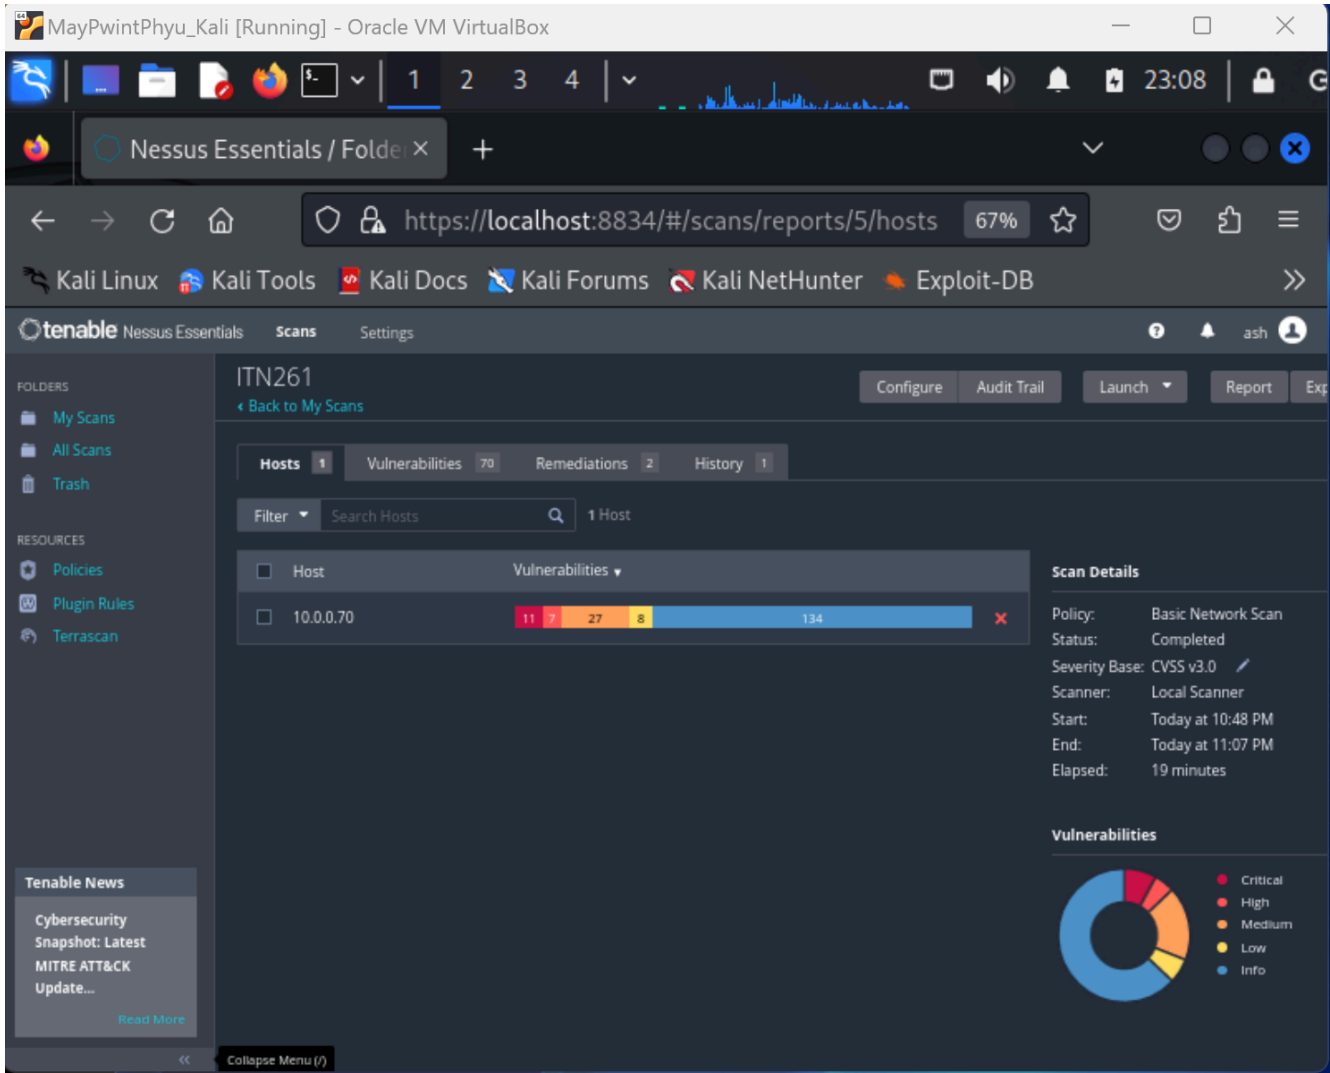 MayPwintPhyu_Kali [Running] - Oracle VM VirtualBox
1 2 3 4 23:08
Nessus Essentials / Folde
https://localhost:8834/#/scans/reports/5/hosts 67%
Kali Linux Kali Tools Kali Docs Kali Forums Kali NetHunter Exploit-DB
tenable Nessus Essentials Scans Settings ash
FOLDERS
My Scans
All Scans
Trash
RESOURCES
Policies
Plugin Rules
Terrascan
Tenable News
Cybersecurity
Snapshot: Latest
MITRE ATT&CK
Update...
Read More
Collapse Menu (/)
ITN261
Back to My Scans
Configure Audit Trail Launch Report Exp
Hosts 1 Vulnerabilities 70 Remediations 2 History 1
Filter Search Hosts 1 Host
Host Vulnerabilities
10.0.0.70 11 7 27 8 134
Scan Details
Policy: Basic Network Scan
Status: Completed
Severity Base: CVSS v3.0
Scanner: Local Scanner
Start: Today at 10:48 PM
End: Today at 11:07 PM
Elapsed: 19 minutes
Vulnerabilities
Critical
High
Medium
Low
Info